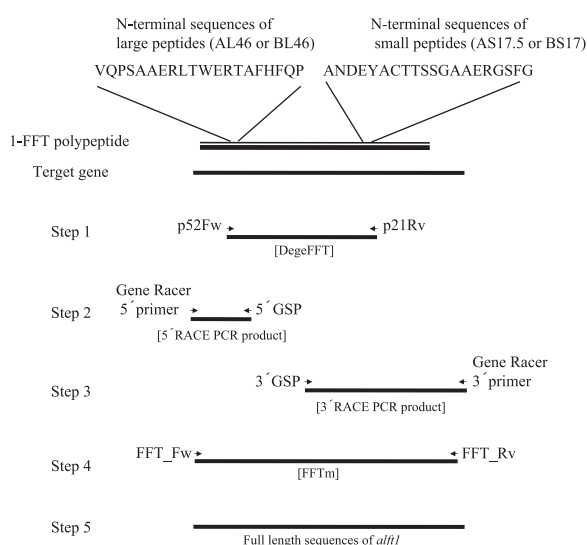 N-terminal sequences of
large peptides (AL46 or BL46)
N-terminal sequences of
small peptides (AS17.5 or BS17)
VQPSAAERLTWERTAFHFQP
ANDEYACTTSSGAAERGSFG
1-FFT polypeptide
Terget gene
Step 1
p52Fw
p21Rv
[DegeFFT]
Step 2
Gene Racer
5´primer
5´GSP
[5´RACE PCR product]
Step 3
3´GSP
Gene Racer
3´primer
[3´RACE PCR product]
Step 4
FFT_Fw
FFT_Rv
[FFTm]
Step 5
Full length sequences of alft1